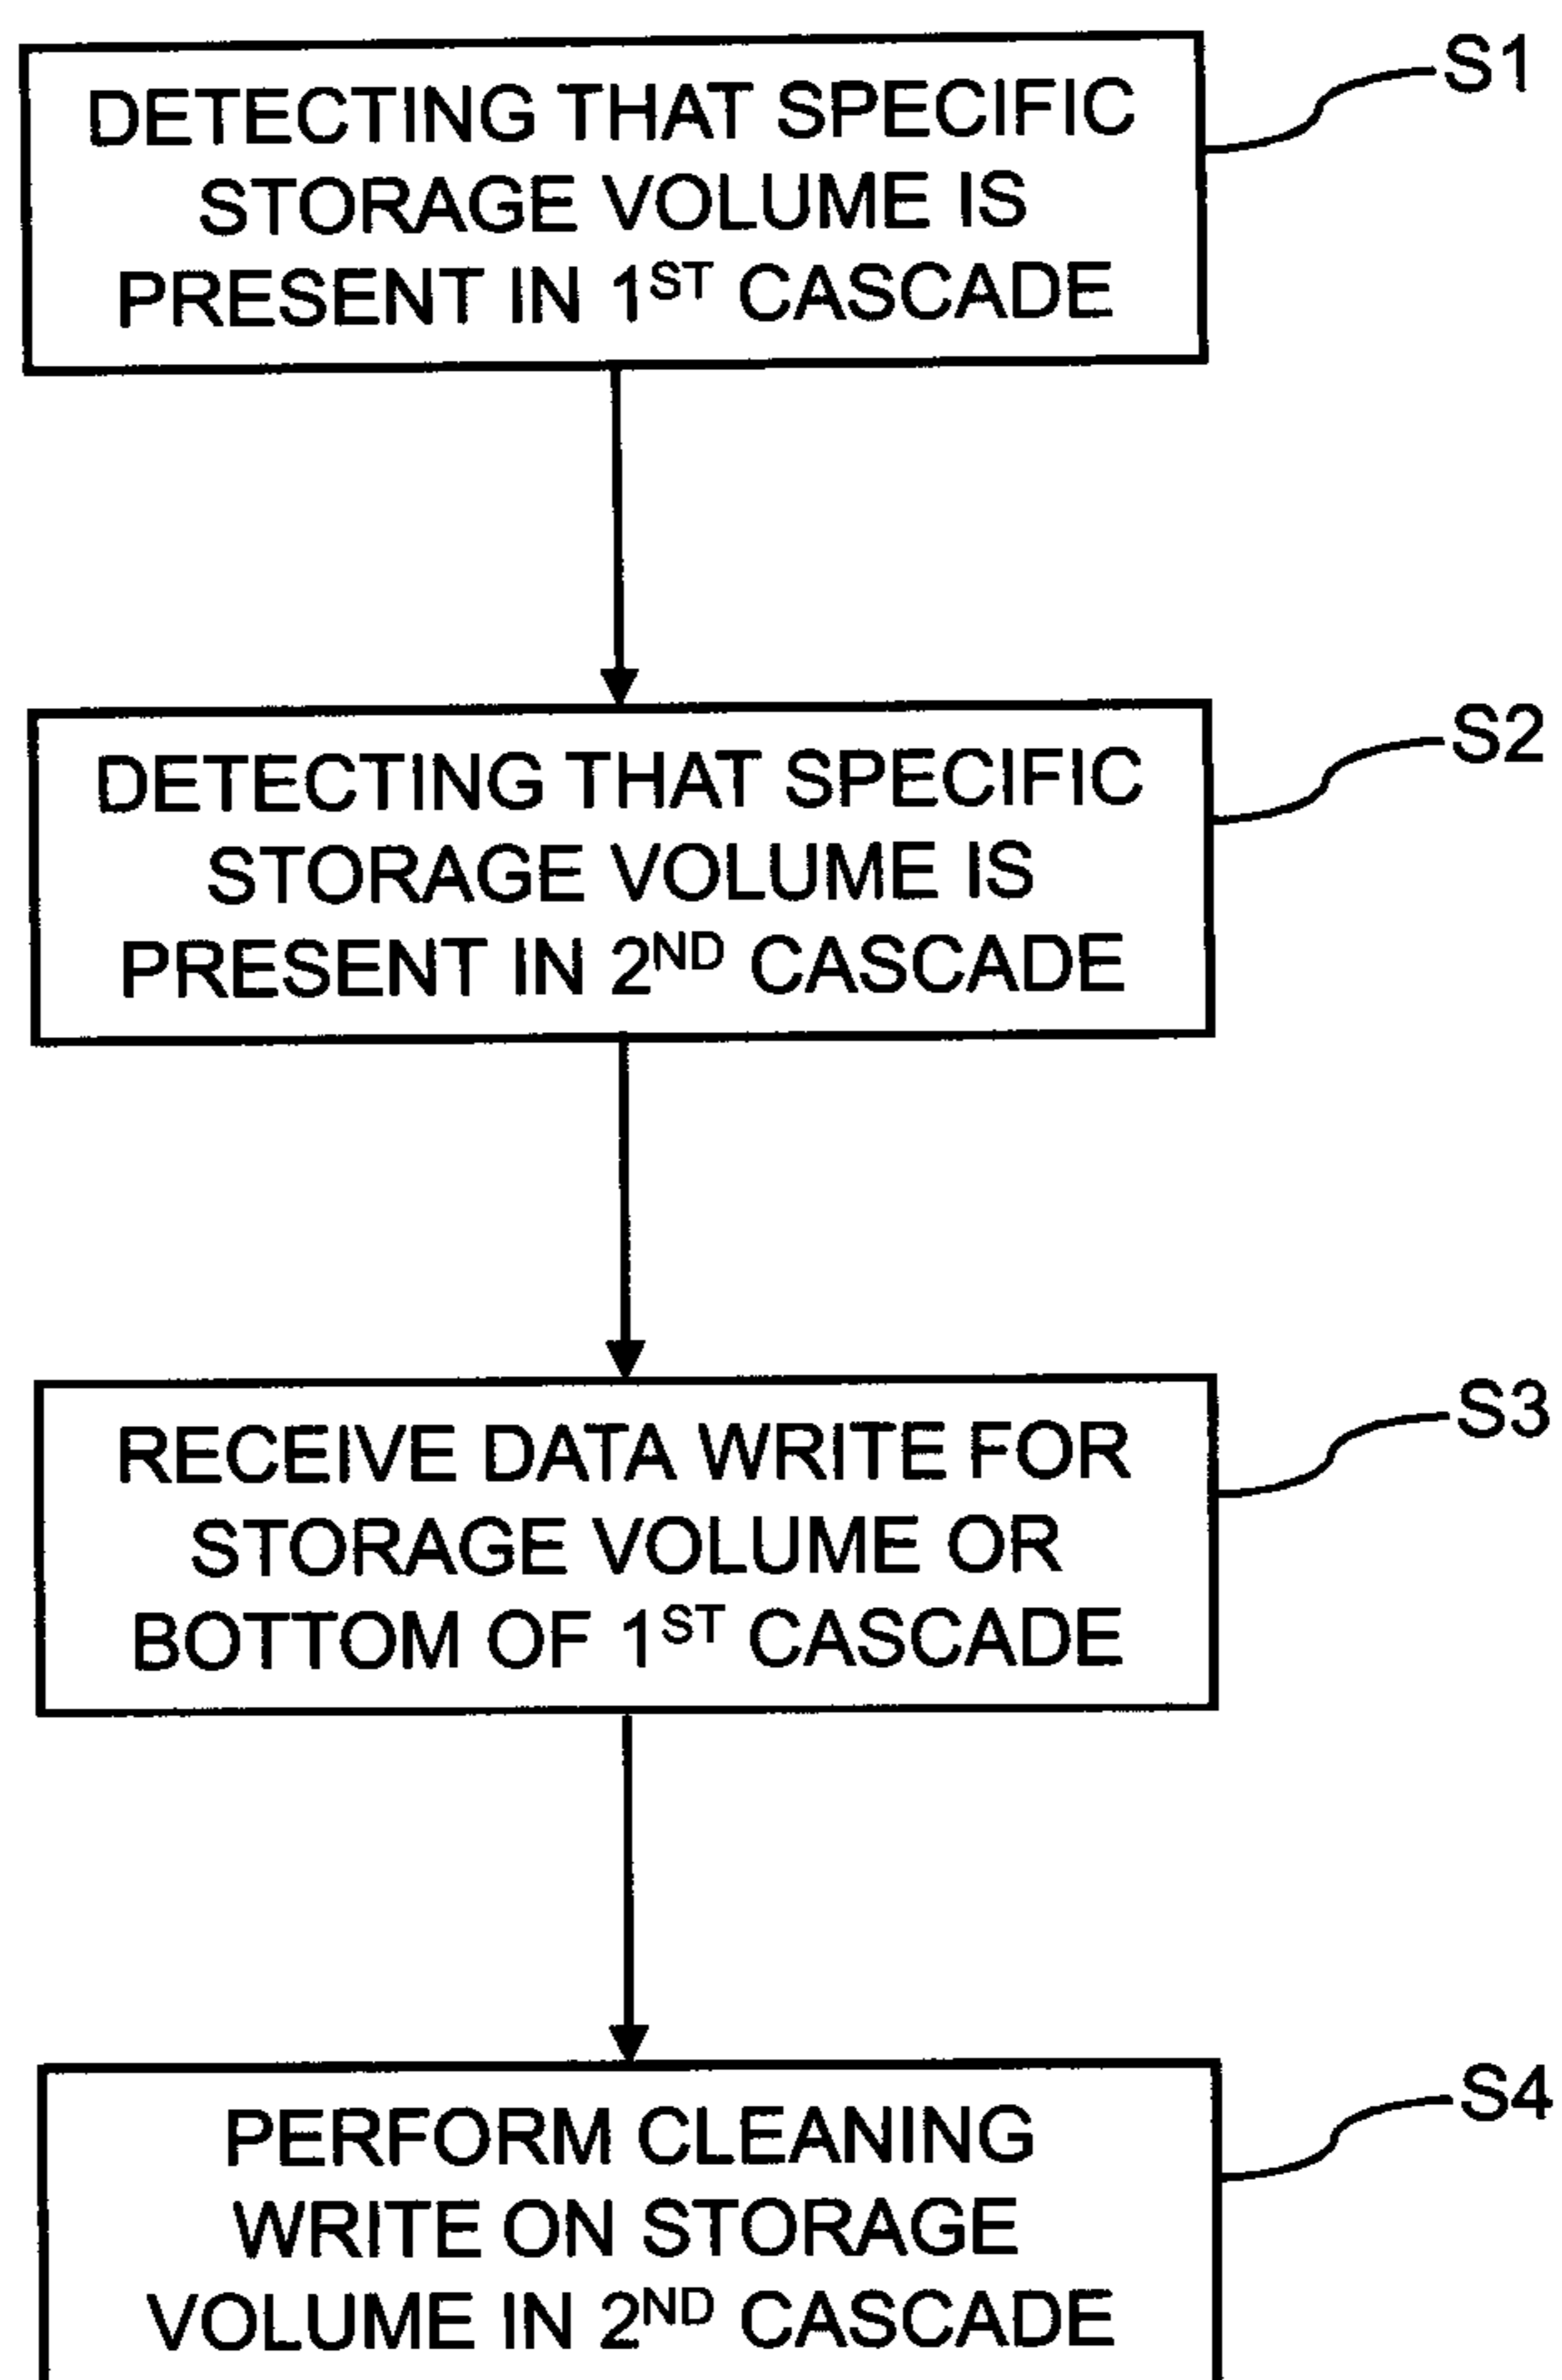 DETECTING THAT SPECIFIC
STORAGE VOLUME IS
PRESENT IN 1ST CASCADE
S1
DETECTING THAT SPECIFIC
STORAGE VOLUME IS
PRESENT IN 2ND CASCADE
S2
RECEIVE DATA WRITE FOR
STORAGE VOLUME OR
BOTTOM OF 1ST CASCADE
S3
PERFORM CLEANING
WRITE ON STORAGE
VOLUME IN 2ND CASCADE
S4